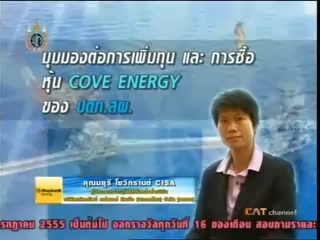 มุมมองต่อการเพิ่มทุน และ การซื้อ
หุ้น COVE ENERGY
ของ ปตท.สผ.
คุณมยุรี โชวิกรานต์ CISA
CAT channel
รกฎาคม 2555 เป็นต้นไป ออกรางวัลทุกวันที่ 16 ของเดือน สอบถามรายละ